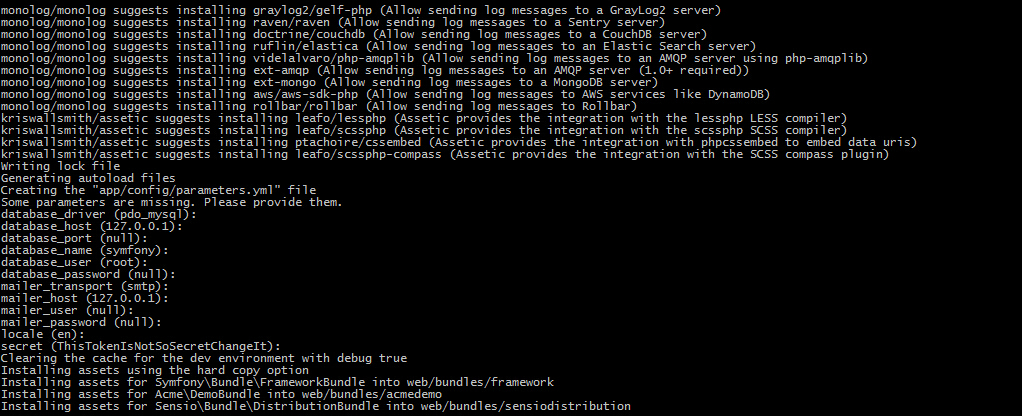 monolog/monolog suggests installing graylog2/gelf-php (Allow sending log messages to a GrayLog2 server)
monolog/monolog suggests installing raven/raven (Allow sending log messages to a Sentry server)
monolog/monolog suggests installing doctrine/couchdb (Allow sending log messages to a CouchDB server)
monolog/monolog suggests installing ruflin/elastica (Allow sending log messages to an Elastic Search server)
monolog/monolog suggests installing videlalvaro/php-amqplib (Allow sending log messages to an AMQP server using php-amqplib)
monolog/monolog suggests installing ext-amqp (Allow sending log messages to an AMQP server (1.0+ required))
monolog/monolog suggests installing ext-mongo (Allow sending log messages to a MongoDB server)
monolog/monolog suggests installing aws/aws-sdk-php (Allow sending log messages to AWS services like DynamoDB)
monolog/monolog suggests installing rollbar/rollbar (Allow sending log messages to Rollbar)
kriswallsmith/assetic suggests installing leafo/lessphp (Assetic provides the integration with the lessphp LESS compiler)
kriswallsmith/assetic suggests installing leafo/scssphp (Assetic provides the integration with the scssphp SCSS compiler)
kriswallsmith/assetic suggests installing ptachoire/cssembed (Assetic provides the integration with phpcssembed to embed data uris)
kriswallsmith/assetic suggests installing leafo/scssphp-compass (Assetic provides the integration with the SCSS compass plugin)
Writing lock file
Generating autoload files
Creating the "app/config/parameters.yml" file
Some parameters are missing. Please provide them.
database_driver (pdo_mysql):
database_host (127.0.0.1):
database_port (null):
database_name (symfony):
database_user (root):
database_password (null):
mailer_transport (smtp):
mailer_host (127.0.0.1):
mailer_user (null):
mailer_password (null):
locale (en):
secret (ThisTokenIsNotSoSecretChangeIt):
Clearing the cache for the dev environment with debug true
Installing assets using the hard copy option
Installing assets for Symfony\Bundle\FrameworkBundle into web/bundles/framework
Installing assets for Acme\DemoBundle into web/bundles/acmedemo
Installing assets for Sensio\Bundle\DistributionBundle into web/bundles/sensiodistribution